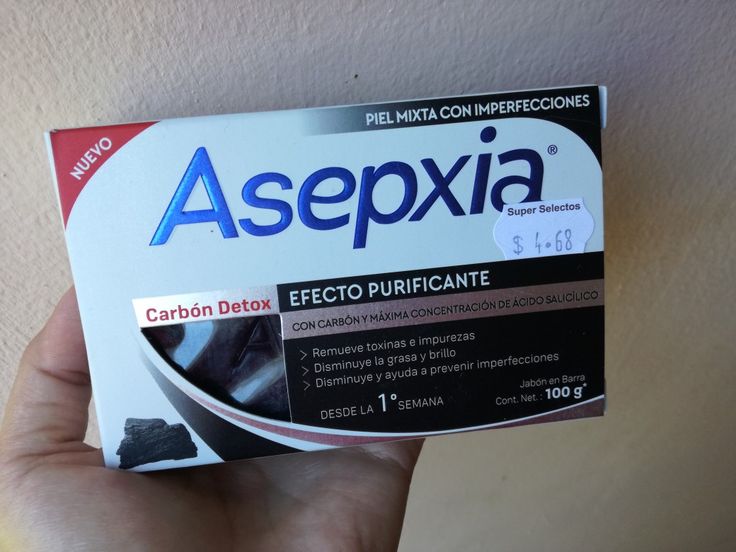 NUEVO
PIEL MIXTA CON IMPERFECCIONES
Asepxia®
Super Selectos
$ 4.68
Carbón Detox
EFECTO PURIFICANTE
CON CARBÓN Y MÁXIMA CONCENTRACIÓN DE ÁCIDO SALICÍLICO
> Remueve toxinas e impurezas
> Disminuye la grasa y brillo
> Disminuye y ayuda a prevenir imperfecciones
DESDE LA 1° SEMANA
Jabón en Barra
Cont. Net.: 100 g*